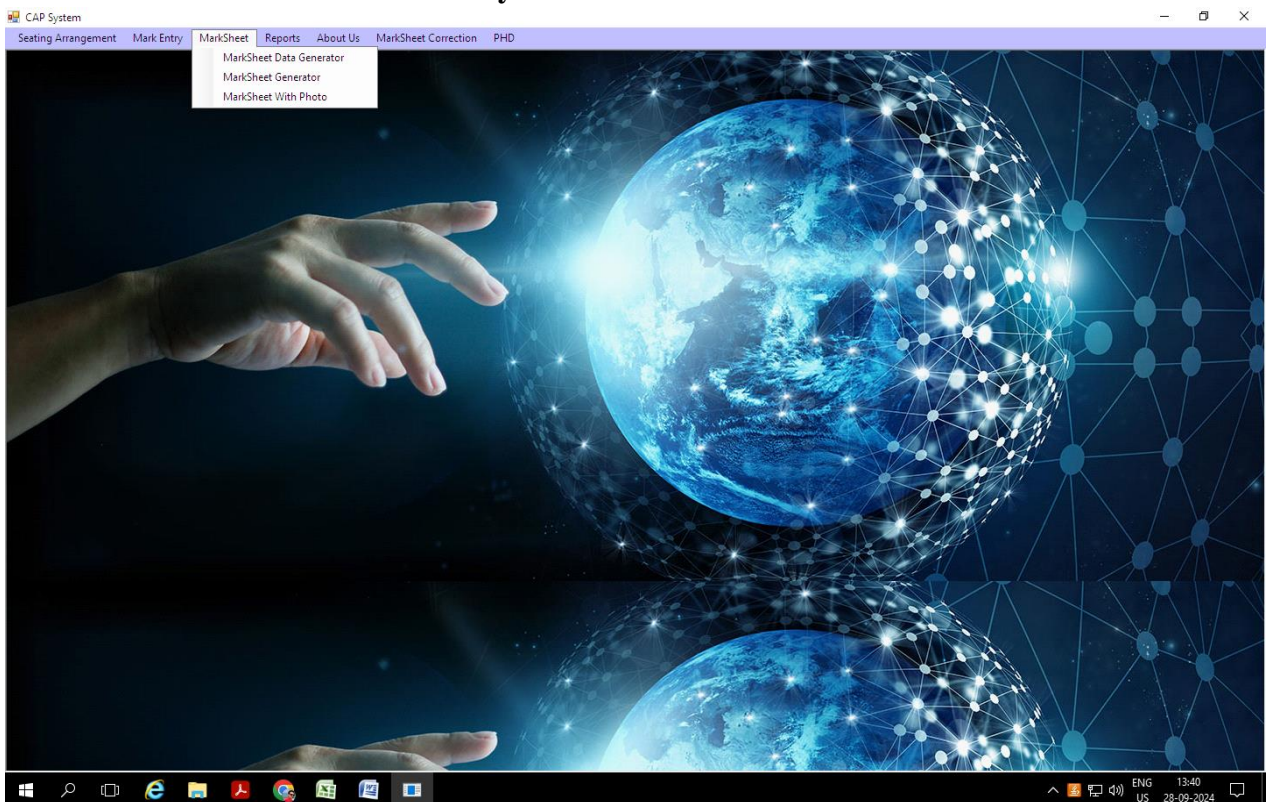 CAP System
Seating Arrangement Mark Entry MarkSheet Reports About Us MarkSheet Correction PHD
MarkSheet Data Generator
MarkSheet Generator
MarkSheet With Photo
ENG 13:40
US 28-09-2024